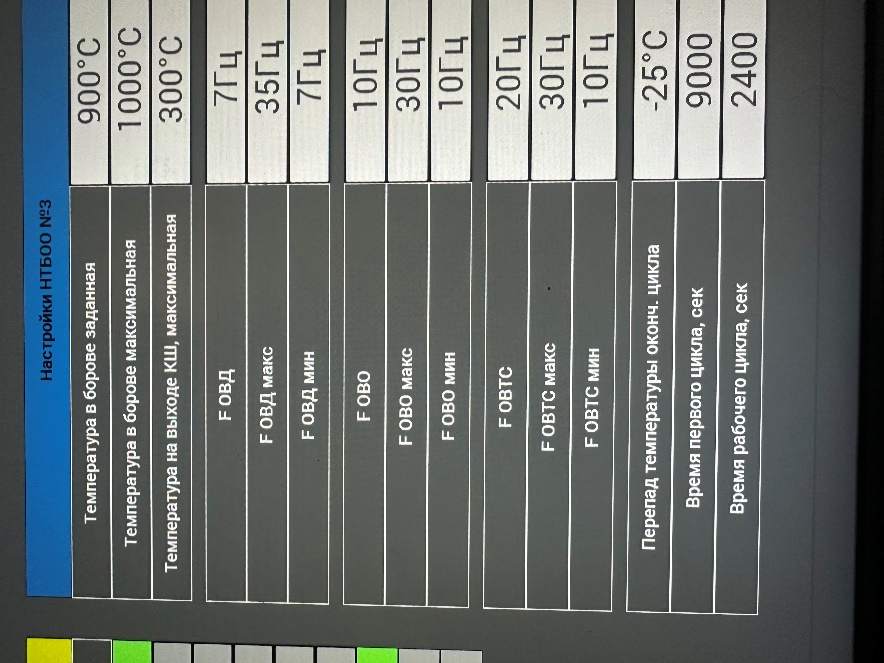 Настройки НТБОО №3
Температура в борове заданная 900°C
Температура в борове максимальная 1000°C
Температура на выходе КШ, максимальная 300°C
F ОВД 7Гц
F ОВД макс 35Гц
F ОВД мин 7Гц
F ОВО 10Гц
F ОВО макс 30Гц
F ОВО мин 10Гц
F ОВТС 20Гц
F ОВТС макс 30Гц
F ОВТС мин 10Гц
Перепад температуры оконч. цикла -25°C
Время первого цикла, сек 9000
Время рабочего цикла, сек 2400